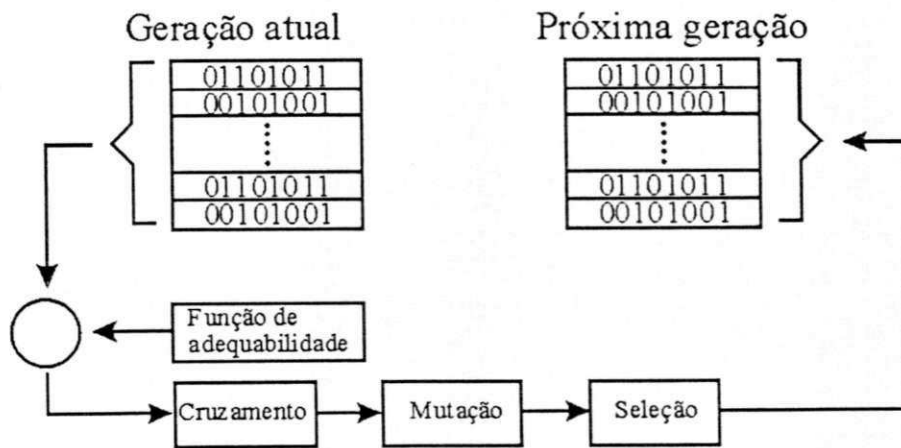 Geração atual
Próxima geração
01101011
00101001
01101011
00101001
01101011
00101001
01101011
00101001
Função de
adequabilidade
Cruzamento
Mutação
Seleção